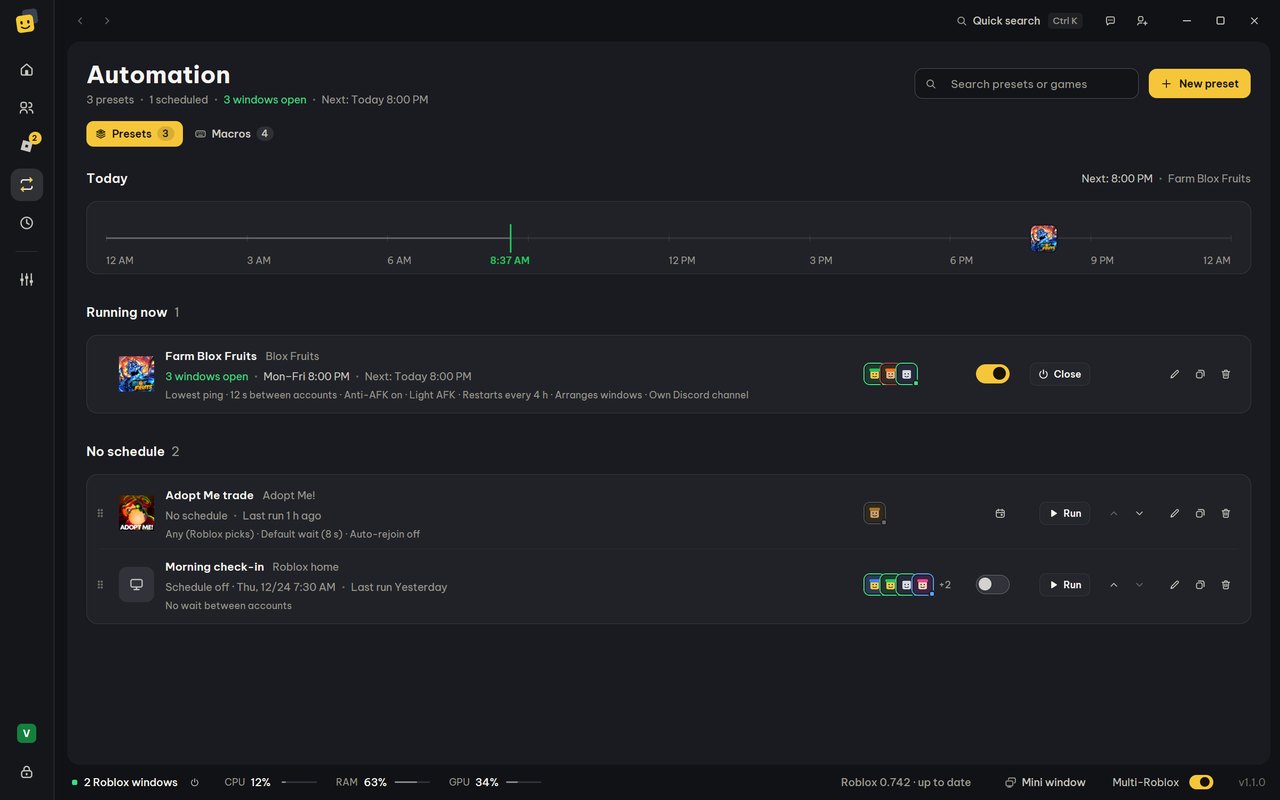 Quick search Ctrl K
Automation
3 presets · 1 scheduled · 3 windows open · Next: Today 8:00 PM
Search presets or games
New preset
2
Presets 3
Macros 4
Today
Next: 8:00 PM · Farm Blox Fruits
12 AM 3 AM 6 AM 8:37 AM 12 PM 3 PM 6 PM 9 PM 12 AM
Running now 1
Farm Blox Fruits Blox Fruits
3 windows open · Mon–Fri 8:00 PM · Next: Today 8:00 PM
Close
Lowest ping · 12 s between accounts · Anti-AFK on · Light AFK · Restarts every 4 h · Arranges windows · Own Discord channel
No schedule 2
Adopt Me trade Adopt Me!
No schedule · Last run 1 h ago
Run
ADOPT ME!
Any (Roblox picks) · Default wait (8 s) · Auto-rejoin off
Morning check-in Roblox home
Schedule off · Thu, 12/24 7:30 AM · Last run Yesterday
+2
Run
No wait between accounts
V
2 Roblox windows
CPU 12%
RAM 63%
GPU 34%
Roblox 0.742 · up to date
Mini window
Multi-Roblox
v1.1.0